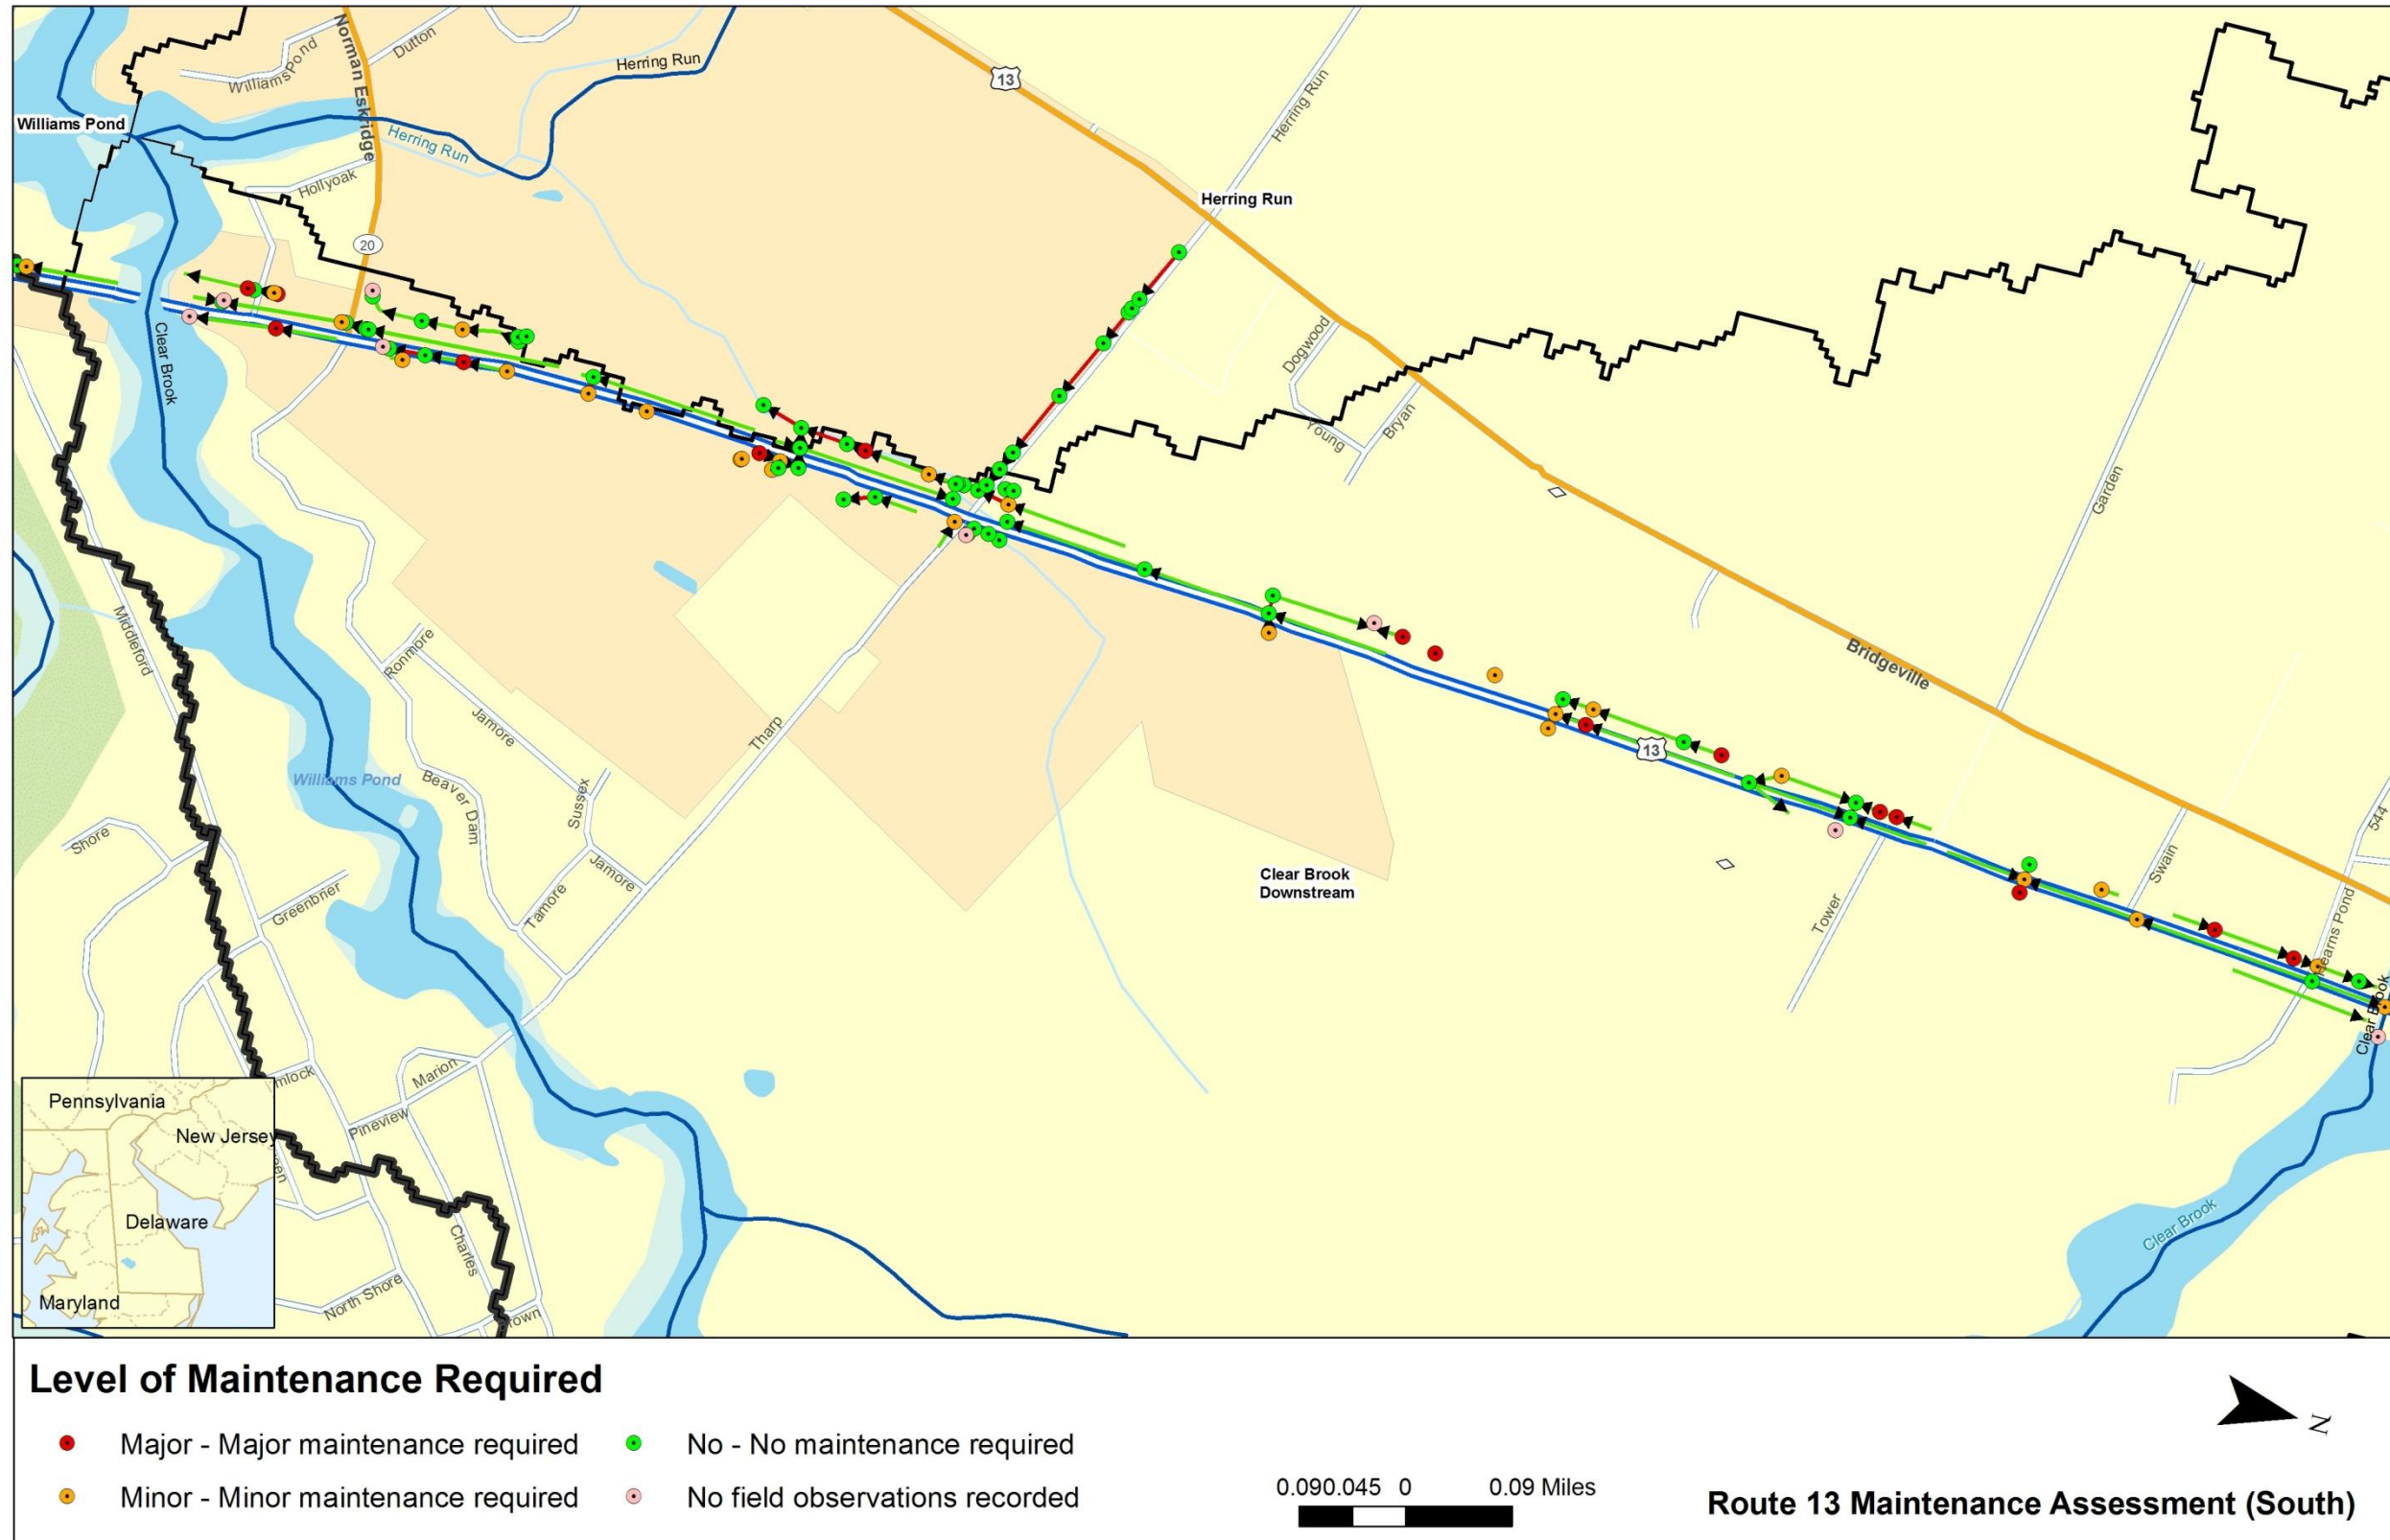 Norman Eskridge
Dutton
Williams Pond
Herring Run
13
Herring Run
Williams Pond
Herring Run
Hollyoak
Herring Run
20
Clear Brook
Dogwood
Young
Bryan
Garden
Middleford
Ronmore
Jamore
Tharp
Bridgeville
13
Williams Pond
Beaver Dam
Sussex
Shore
Jamore
Greenbrier
Tamore
Clear Brook
Downstream
Tower
Swain
544
Hearns Pond
Clear Brook
Marion
Pineview
Clear Brook
Charles
North Shore
Pennsylvania
New Jersey
Delaware
Maryland
Level of Maintenance Required
Major - Major maintenance required
No - No maintenance required
Minor - Minor maintenance required
No field observations recorded
0.090.045 0 0.09 Miles
N
Route 13 Maintenance Assessment (South)